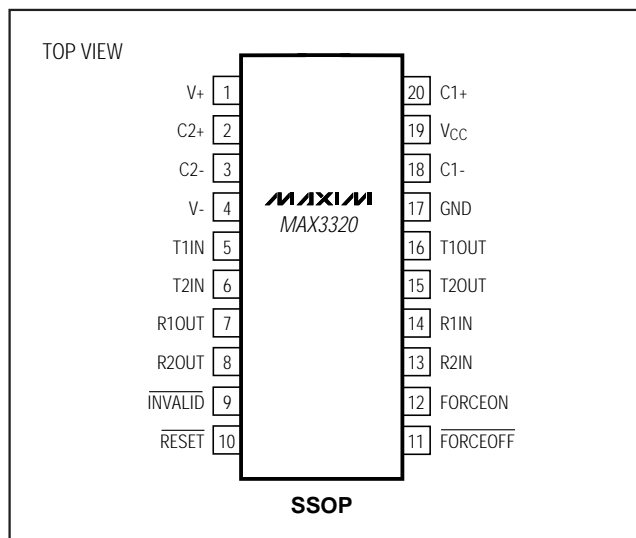 TOP VIEW
V+ 1
C2+ 2
C2- 3
V- 4
T1IN 5
T2IN 6
R1OUT 7
R2OUT 8
INVALID 9
RESET 10
MAXIM
MAX3320
20 C1+
19 VCC
18 C1-
17 GND
16 T1OUT
15 T2OUT
14 R1IN
13 R2IN
12 FORCEON
11 FORCEOFF
SSOP